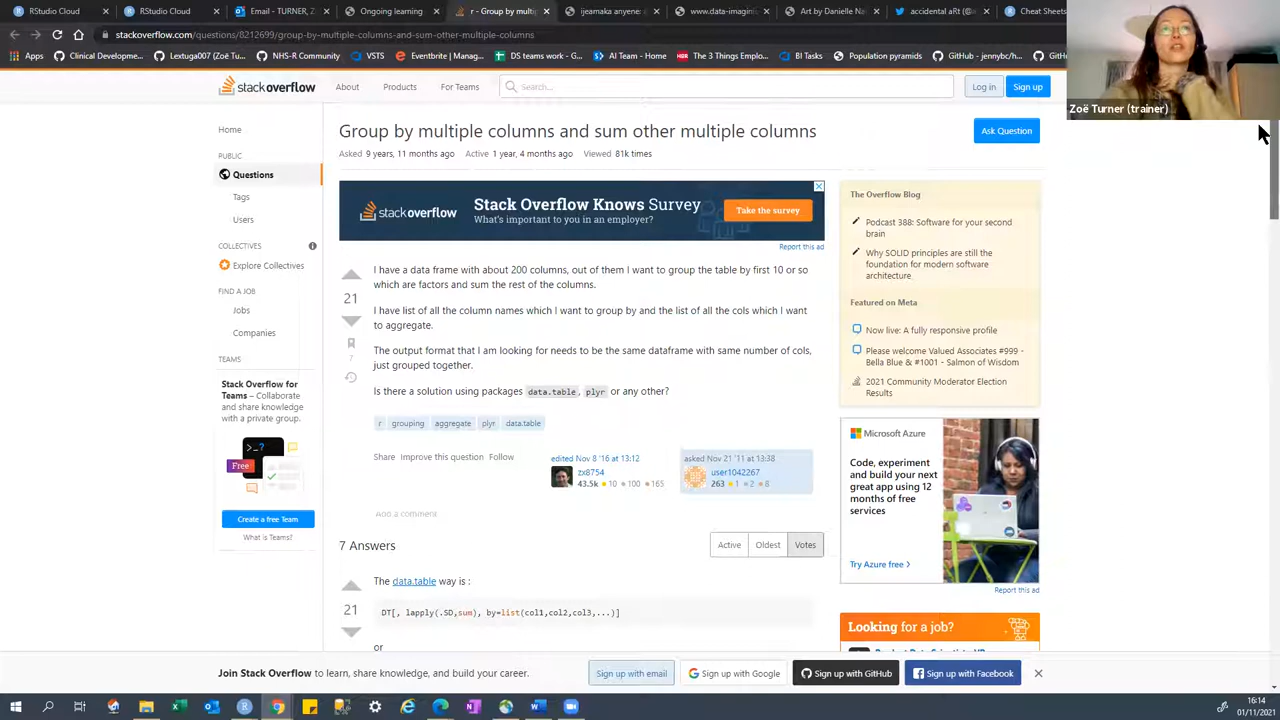 RStudio Cloud
RStudio Cloud
Email - TURNER, Z
Ongoing learning
r - Group by multip
ijeamaka anyene
www.data-imagin
Art by Danielle Na
accidental aRt (@
Cheat Sheets
stackoverflow.com/questions/8212699/group-by-multiple-columns-and-sum-other-multiple-columns
Apps
Clinical Developme...
Lextuga007 (Zoë Tu...
NHS-R Community
VSTS
Eventbrite | Manag...
DS teams work - G...
AI Team - Home
The 3 Things Emplo...
BI Tasks
Population pyramids
GitHub - jennybc/h...
GitHub
Zoë Turner (trainer)
stackoverflow
About
Products
For Teams
Search...
Log in
Sign up
Home
PUBLIC
Questions
Tags
Users
COLLECTIVES
Explore Collectives
FIND A JOB
Jobs
Companies
TEAMS
Stack Overflow for
Teams – Collaborate
and share knowledge
with a private group.
Free
Create a free Team
What is Teams?
Group by multiple columns and sum other multiple columns
Ask Question
Asked 9 years, 11 months ago Active 1 year, 4 months ago Viewed 81k times
stackoverflow
Stack Overflow Knows Survey
What's important to you in an employer?
Take the survey
Report this ad
21
7
I have a data frame with about 200 columns, out of them I want to group the table by first 10 or so
which are factors and sum the rest of the columns.
I have list of all the column names which I want to group by and the list of all the cols which I want
to aggregate.
The output format that I am looking for needs to be the same dataframe with same number of cols,
just grouped together.
Is there a solution using packages data.table, plyr or any other?
r grouping aggregate plyr data.table
Share Improve this question Follow
edited Nov 8 '16 at 13:12
zx8754
43.5k 10 100 165
asked Nov 21 '11 at 13:38
user1042267
263 1 2 8
Add a comment
7 Answers
Active
Oldest
Votes
21
The data.table way is :
DT[, lapply(.SD,sum), by=list(col1,col2,col3,...)]
or
The Overflow Blog
Podcast 388: Software for your second
brain
Why SOLID principles are still the
foundation for modern software
architecture
Featured on Meta
Now live: A fully responsive profile
Please welcome Valued Associates #999 -
Bella Blue & #1001 - Salmon of Wisdom
2021 Community Moderator Election
Results
Microsoft Azure
Code, experiment
and build your next
great app using 12
months of free
services
Try Azure free >
Report this ad
Looking for a job?
Join Stack Overflow to learn, share knowledge, and build your career.
Sign up with email
Sign up with Google
Sign up with GitHub
Sign up with Facebook
16:14
01/11/2021